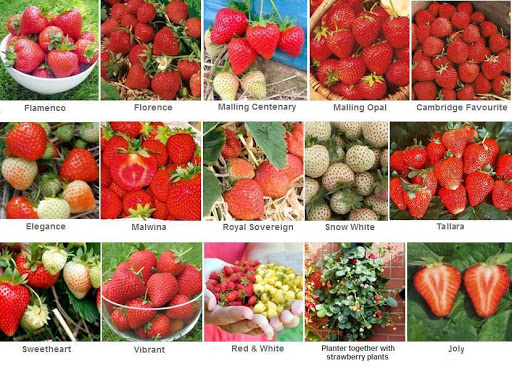 Flamenco
Florence
Malling Centenary
Malling Opal
Cambridge Favourite
Elegance
Malwina
Royal Sovereign
Snow White
Tallara
Sweetheart
Vibrant
Red & White
Planter together with
strawberry plants
Joly